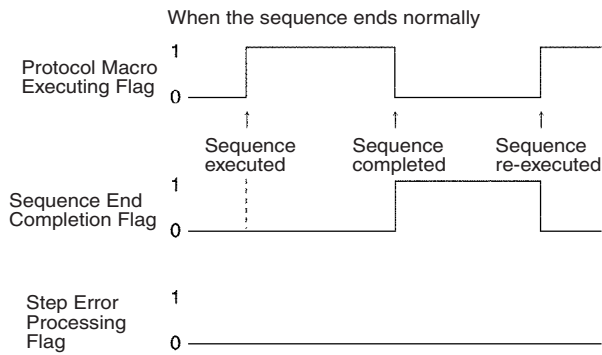 When the sequence ends normally
Protocol Macro
Executing Flag
1
0
Sequence
executed
Sequence
completed
Sequence
re-executed
Sequence End
Completion Flag
1
0
Step Error
Processing
Flag
1
0